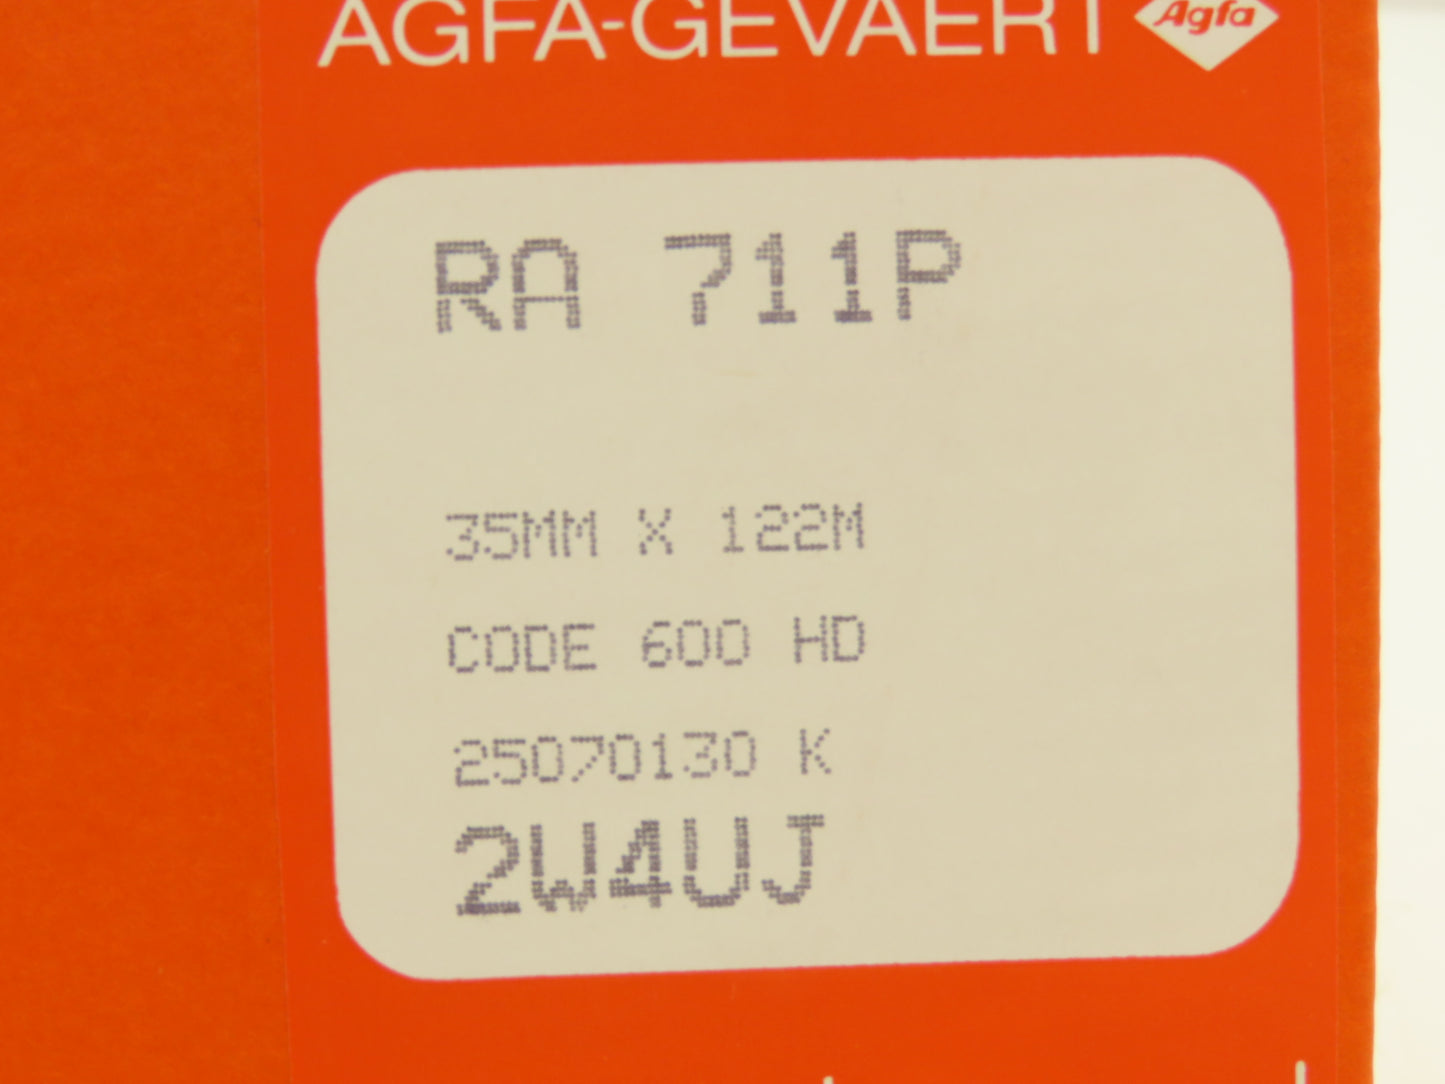 AGFA-GEVAERT Agfa
RA 711P
35MM X 122M
CODE 600 HD
25070130 K
2W4UJ